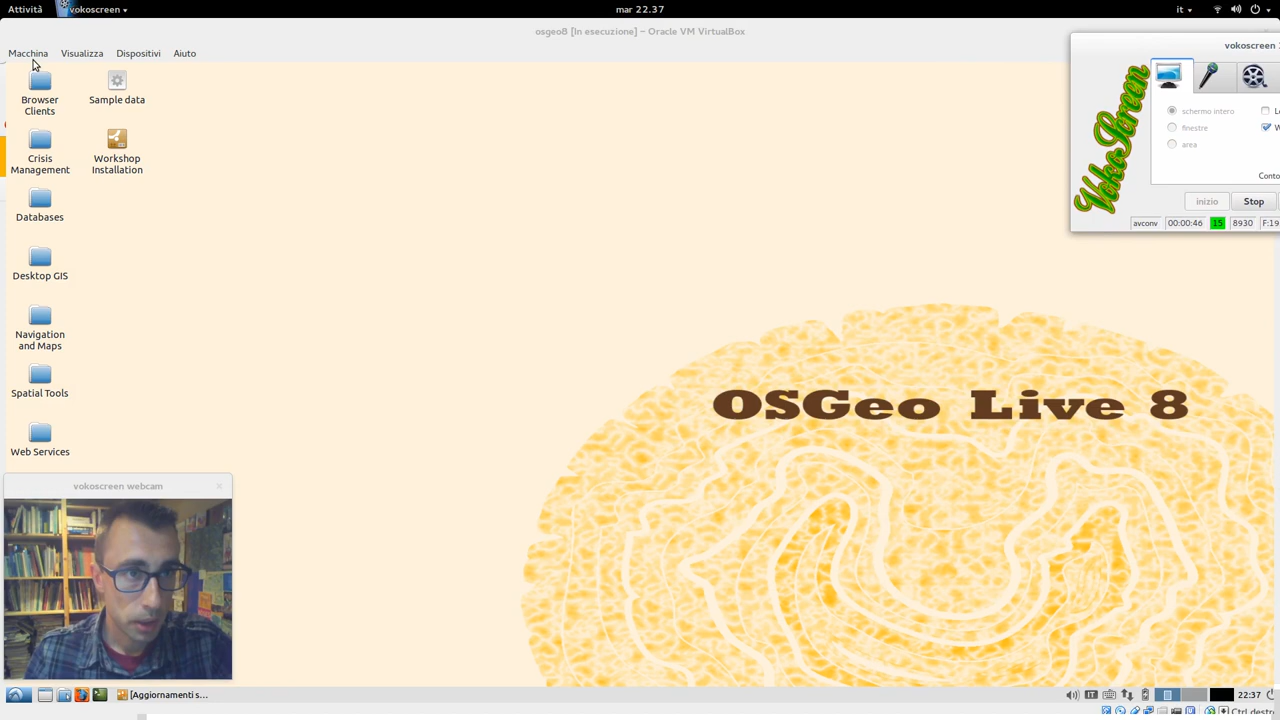 Attività
vokoscreen
mar 22.37
it
osgeo8 [In esecuzione] – Oracle VM VirtualBox
Macchina
Visualizza
Dispositivi
Aiuto
Browser
Clients
Sample data
Crisis
Management
Workshop
Installation
Databases
Desktop GIS
Navigation
and Maps
Spatial Tools
Web Services
vokoscreen
VokoScreen
schermo intero
finestre
area
inizio
Stop
avconv
00:00:46
15
8930
OSGeo Live 8
vokoscreen webcam
[Aggiornamenti s...
IT
22:37
Ctrl destro